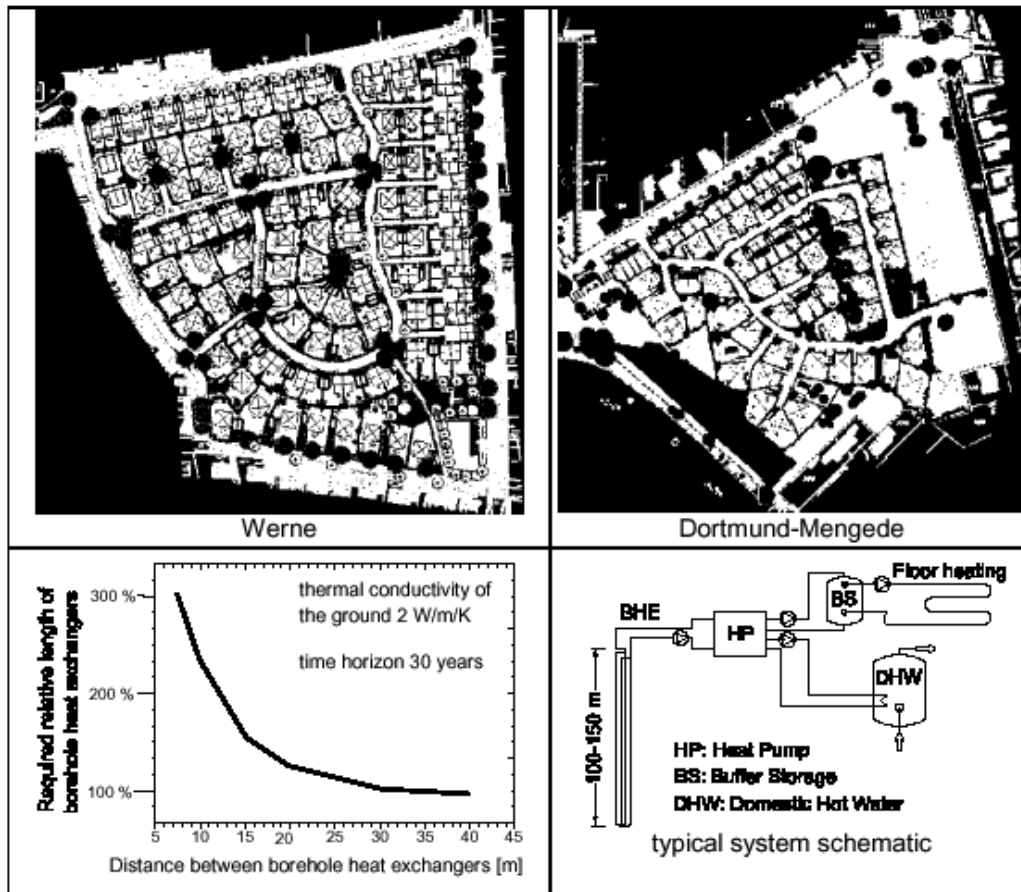 Werne
Dortmund-Mengede
Required relative length of
borehole heat exchangers
300 %
200 %
100 %
thermal conductivity of
the ground 2 W/m/K
time horizon 30 years
5 10 15 20 25 30 35 40 45
Distance between borehole heat exchangers [m]
Floor heating
BS
BHE
HP
DHW
100-150 m
HP: Heat Pump
BS: Buffer Storage
DHW: Domestic Hot Water
typical system schematic